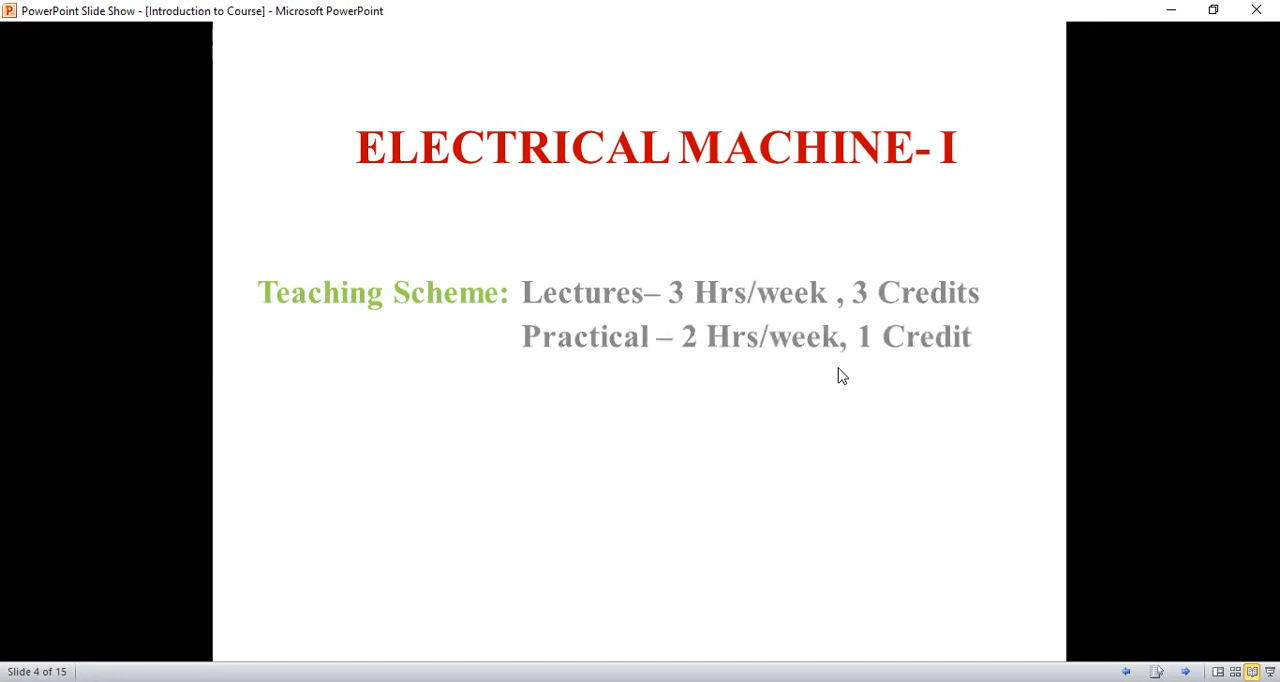 PowerPoint Slide Show - [Introduction to Course] - Microsoft PowerPoint
ELECTRICAL MACHINE- I
Teaching Scheme: Lectures– 3 Hrs/week , 3 Credits
Practical – 2 Hrs/week, 1 Credit
Slide 4 of 15